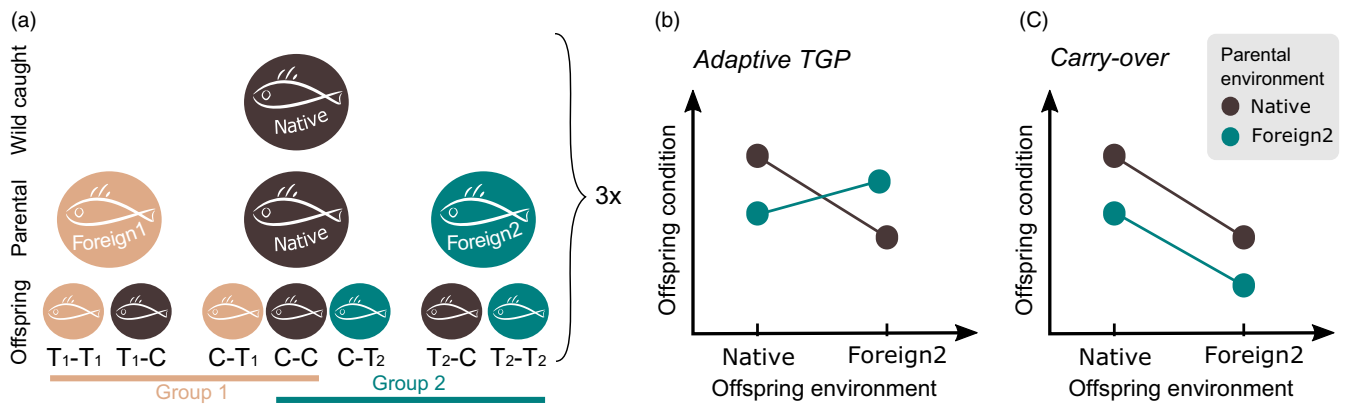 (a)
Wild caught
Native
Parental
Foreign1
Native
Foreign2
3x
Offspring
T1-T1 T1-C C-T1 C-C C-T2 T2-C T2-T2
Group 1
Group 2
(b)
Adaptive TGP
Offspring condition
Native Foreign2
Offspring environment
(C)
Carry-over
Parental
environment
Native
Foreign2
Offspring condition
Native Foreign2
Offspring environment